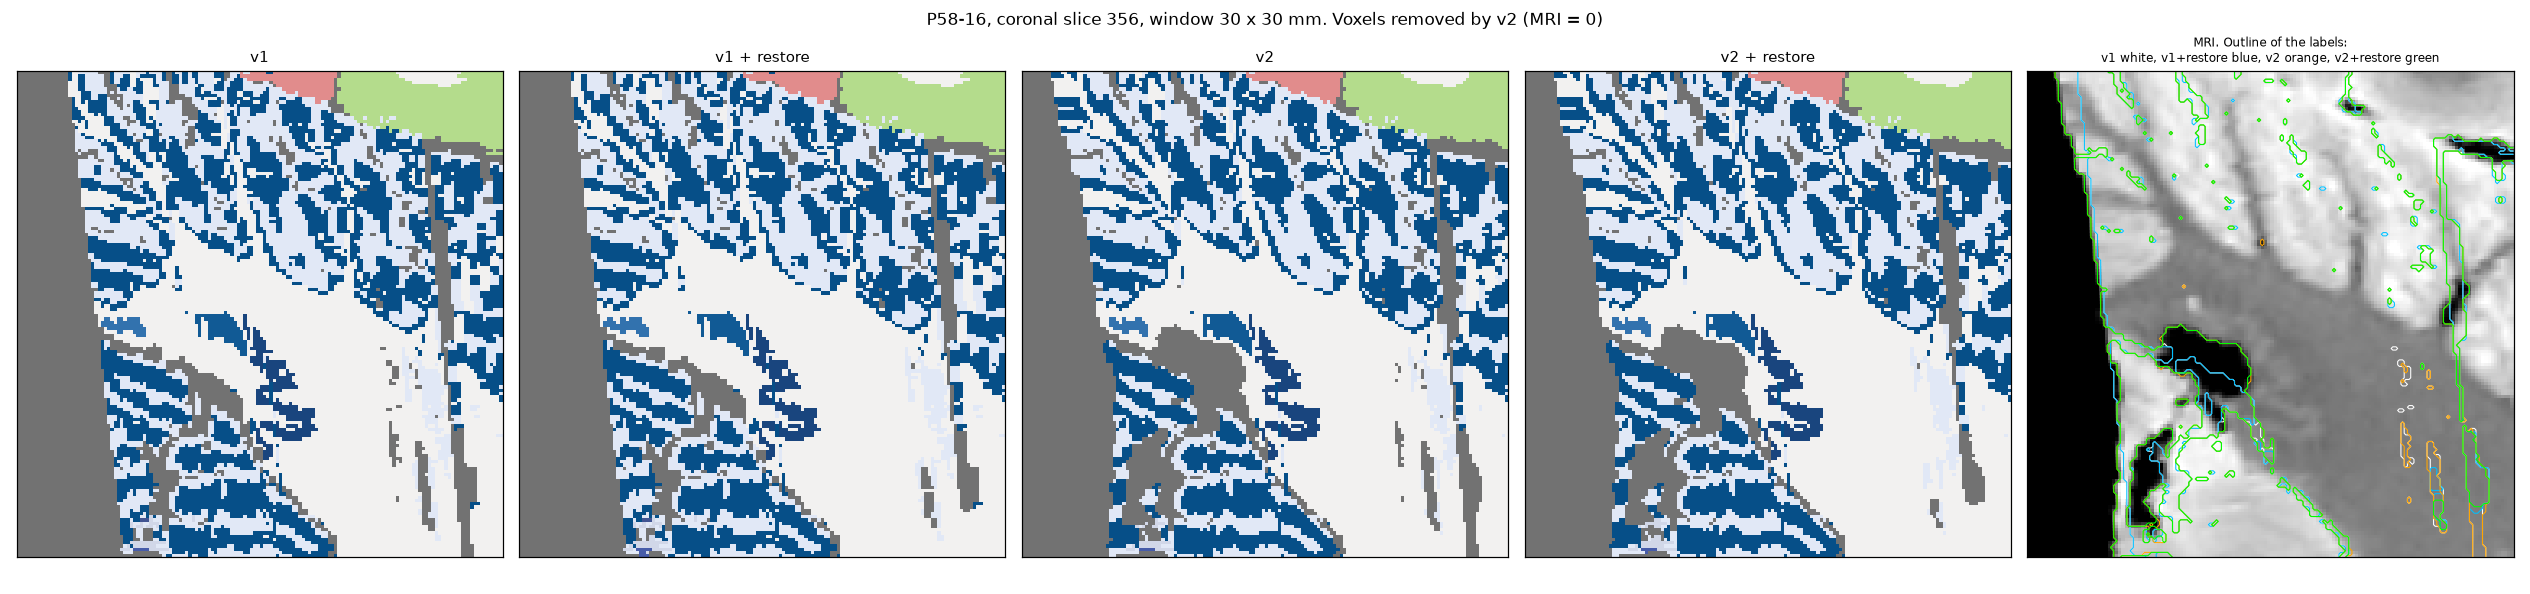 P58-16, coronal slice 356, window 30 x 30 mm. Voxels removed by v2 (MRI = 0)
v1
v1 + restore
v2
v2 + restore
MRI. Outline of the labels:
v1 white, v1+restore blue, v2 orange, v2+restore green